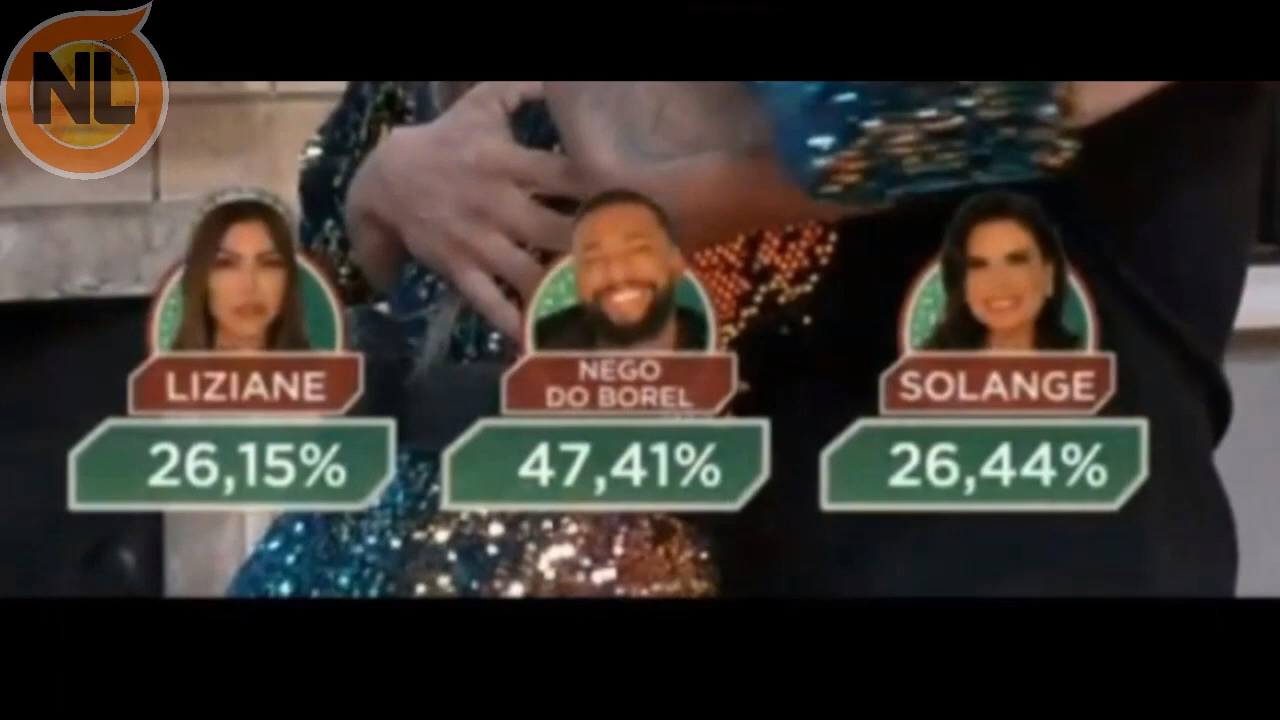 NL
LIZIANE
NEGO
DO BOREL
SOLANGE
26,15%
47,41%
26,44%